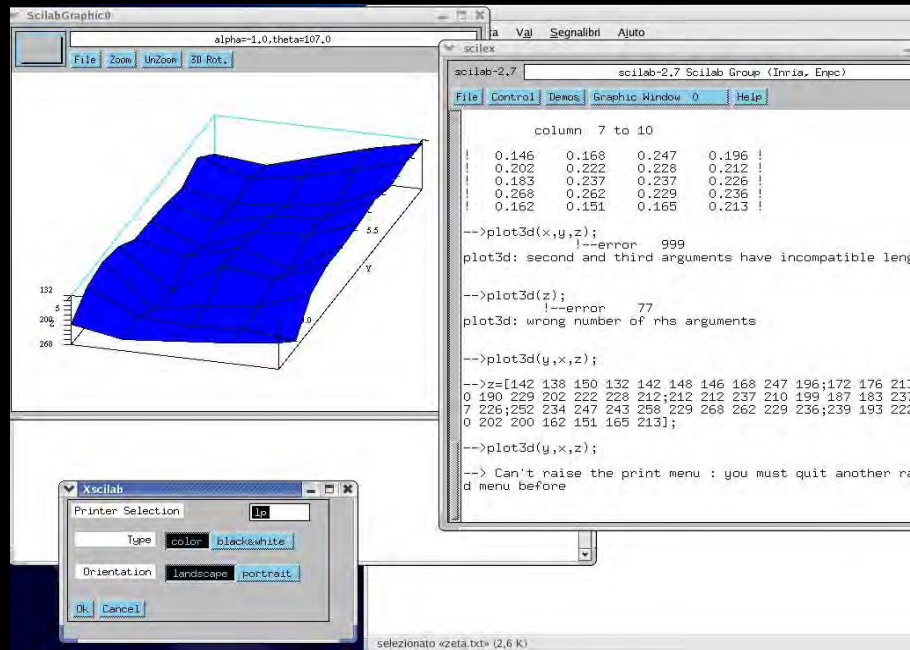 ScilabGraphic0
alpha=-1.0,theta=107.0
File Zoom UnZoom 3D Rot.
5.5
Y
132
268
Vai Segnalibri Aiuto
scilex
scilab-2.7 scilab-2.7 Scilab Group (Inria, Enpc)
File Control Demos Graphic Window 0 Help
column 7 to 10
! 0.146 0.168 0.247 0.196 !
! 0.202 0.222 0.228 0.212 !
! 0.183 0.237 0.237 0.226 !
! 0.268 0.262 0.229 0.236 !
! 0.162 0.151 0.165 0.213 !
-->plot3d(x,y,z);
!--error 999
plot3d: second and third arguments have incompatible
-->plot3d(z);
!--error 77
plot3d: wrong number of rhs arguments
-->plot3d(y,x,z);
-->z=[142 138 150 132 142 148 146 168 247 196;172 176
0 190 229 202 222 228 212;212 212 237 210 199 187 183
7 226;252 234 247 243 258 229 268 262 229 236;239 193
0 202 200 162 151 165 213];
-->plot3d(y,x,z);
--> Can't raise the print menu : you must quit another
d menu before
Xscilab
Printer Selection lp
Type color black&white
Orientation landscape portrait
Ok Cancel
selezionato «zeta.txt» (2,6 K)